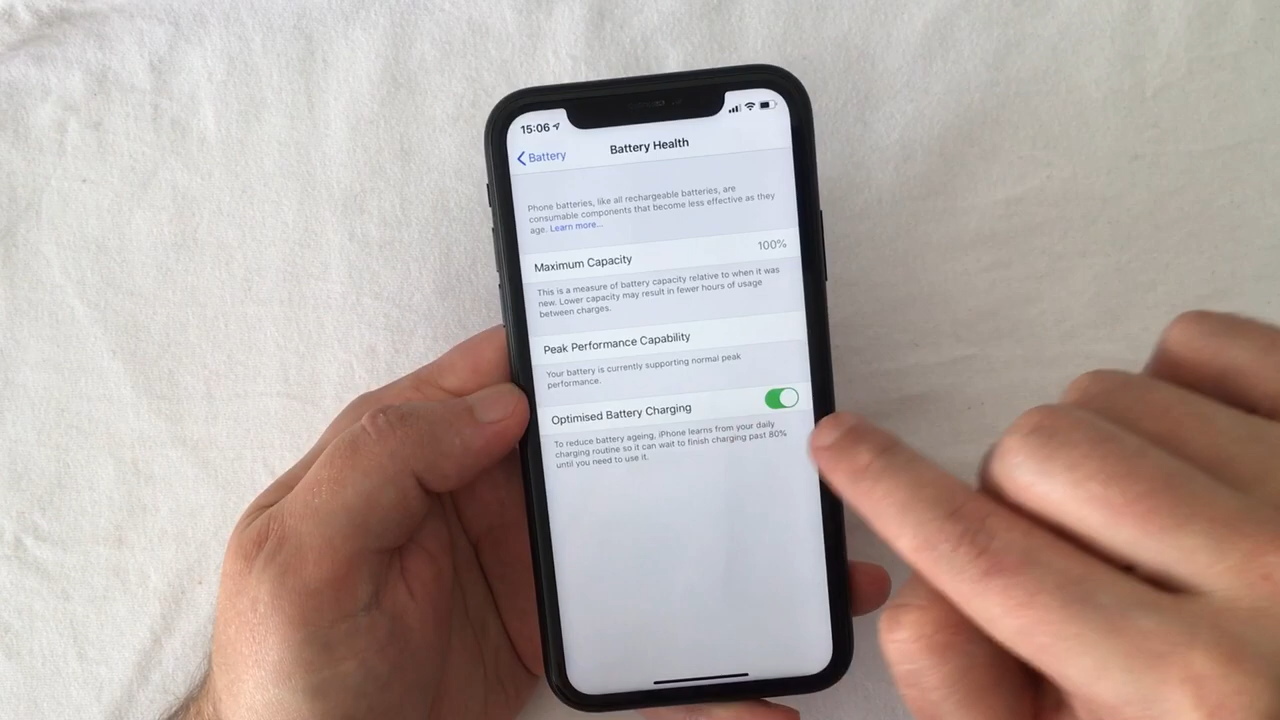 15:06
Battery
Battery Health
Phone batteries, like all rechargeable batteries, are
consumable components that become less effective as they
age. Learn more...
Maximum Capacity 100%
This is a measure of battery capacity relative to when it was
new. Lower capacity may result in fewer hours of usage
between charges.
Peak Performance Capability
Your battery is currently supporting normal peak
performance.
Optimised Battery Charging
To reduce battery ageing, iPhone learns from your daily
charging routine so it can wait to finish charging past 80%
until you need to use it.